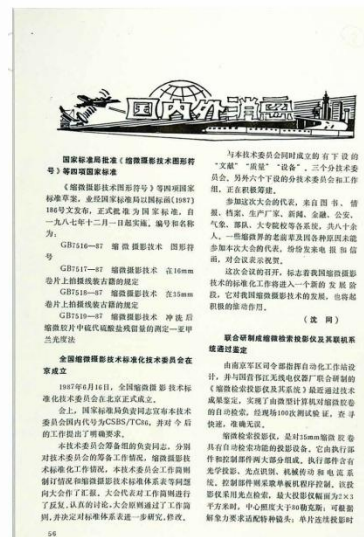 国内外消息
国家标准局批准《缩微摄影技术图形符
号》等四项国家标准
《缩微摄影技术图形符号》等四项国家
标准草案,业经国家标准局以国标函(1987)
186号文发布,正式批准为国家标准,自
一九八七年十二月一日起实施。编号和名称
为:
GB7516—87 缩微摄影技术 图形符
号
GB7517—87 缩微摄影技术 在16mm
卷片上拍摄线装古籍的规定
GB7518—87 缩微摄影技术 在35mm
卷片上拍摄线装古籍的规定
GB7519—87 缩微摄影技术 冲洗后
缩微胶片中硫代硫酸盐残留量的测定—亚甲
兰光度法
全国缩微摄影技术标准化技术委员会在
京成立
1987年6月16日,全国缩微摄影技术标
准化技术委员会在北京正式成立。
会上,国家标准局负责同志宣布本技术
委员会国内代号为CSBS/TC86,并对今后
的工作提出了明确要求。
本技术委员会筹备组的负责同志,分别
对技术委员会的筹备工作情况、缩微摄影技
术标准化工作情况、本技术委员会工作简则
制订情况和缩微摄影技术标准体系表等问题
向大会作了汇报。大会代表对工作简则进行
了反复、认真的讨论,大会原则通过了工作简
则,并决定对标准体系表进一步研究、修改。
与本技术委员会同时成立的有下设的
“文献”“质量”“设备”,三个分技术委
员会。另外六个下设的分技术委员会和工作
组,正在积极筹建。
参加这次大会的代表,来自图书、情
报、档案、生产厂家、新闻、金融、公安、
气象、部队、大专院校等各系统,共八十余
人。一些缩微界的老前辈及因各种原因未能
参加本次大会的代表,纷纷发来电报和信
函,对会议表示祝贺。
这次会议的召开,标志着我国缩微摄影
技术的标准化工作将进入一个新的发展阶
段,它对我国缩微摄影技术的发展,也将起
积极的推动作用。
(沈同)
联合研制成缩微检索投影仪及其联机系
统通过鉴定
由南京军区司令部指挥自动化工作站设
计,并与国营书江无线电仪器厂联合研制的
《缩微检索投影仪及其系统》最近通过技术
成果鉴定,实现了由微型计算机对缩微胶卷
的自动检索。经现场100次测试验证,查寻
快速、准确无误。
缩微检索投影仪,是对35mm缩微胶卷
具有自动检索功能的投影设备。它由执行部
件和控制部件两大部分组成。执行部件含有
光学投影、光点识别、机械传动和电流系
统,控制部件则采取单板机程序控制。该投
影仪采用光点检索,最大投影仪幅面为2×3
平方米时,中心照度大于80勒克斯;可根据
解象力要求适配特种镜头;单片连续投影时
56